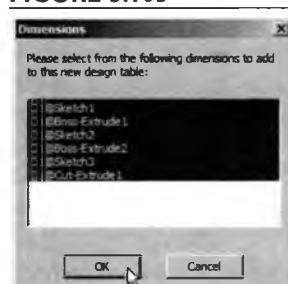 Dimensions
Please select from the following dimensions to add
to this new design table:
@Sketch1
@Boss-Extrude1
@Sketch2
@Boss-Extrude2
@Sketch3
@Cut-Extrude1
OK
Cancel